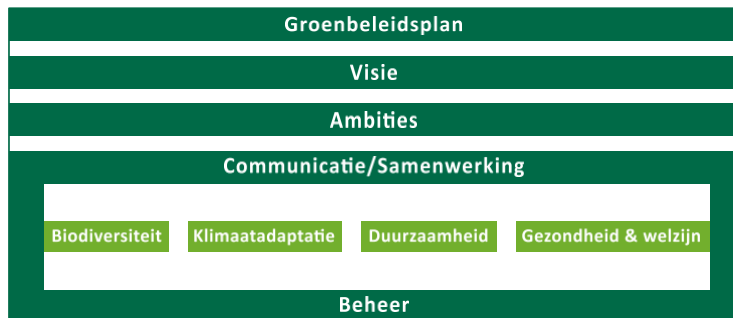 Groenbeleidsplan
Visie
Ambities
Communicatie/Samenwerking
Biodiversiteit Klimaatadaptatie Duurzaamheid Gezondheid & welzijn
Beheer